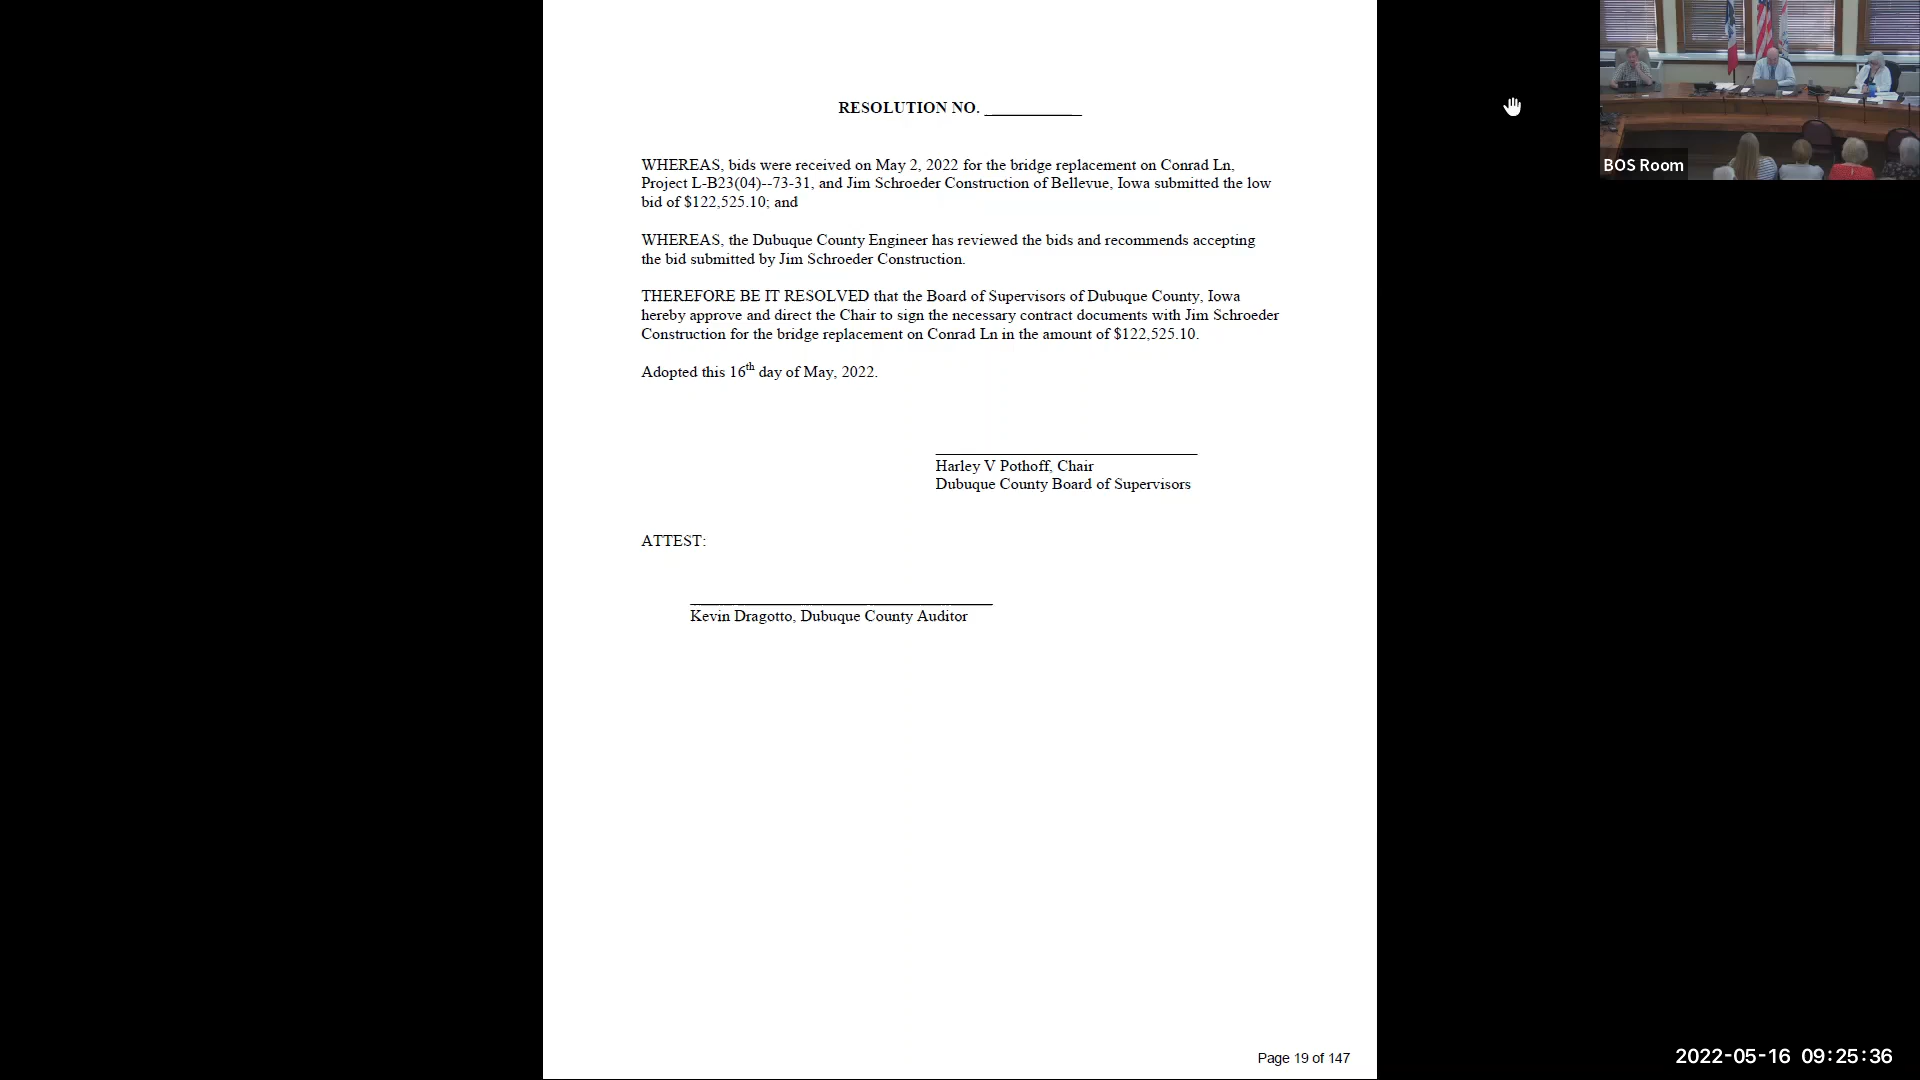 RESOLUTION NO. ____________
WHEREAS, bids were received on May 2, 2022 for the bridge replacement on Conrad Ln,
Project L-B23(04)--73-31, and Jim Schroeder Construction of Bellevue, Iowa submitted the low
bid of $122,525.10; and
WHEREAS, the Dubuque County Engineer has reviewed the bids and recommends accepting
the bid submitted by Jim Schroeder Construction.
THEREFORE BE IT RESOLVED that the Board of Supervisors of Dubuque County, Iowa
hereby approve and direct the Chair to sign the necessary contract documents with Jim Schroeder
Construction for the bridge replacement on Conrad Ln in the amount of $122,525.10.
Adopted this 16th day of May, 2022.
Harley V Pothoff, Chair
Dubuque County Board of Supervisors
ATTEST:
Kevin Dragotto, Dubuque County Auditor
Page 19 of 147
BOS Room
2022-05-16 09:25:36